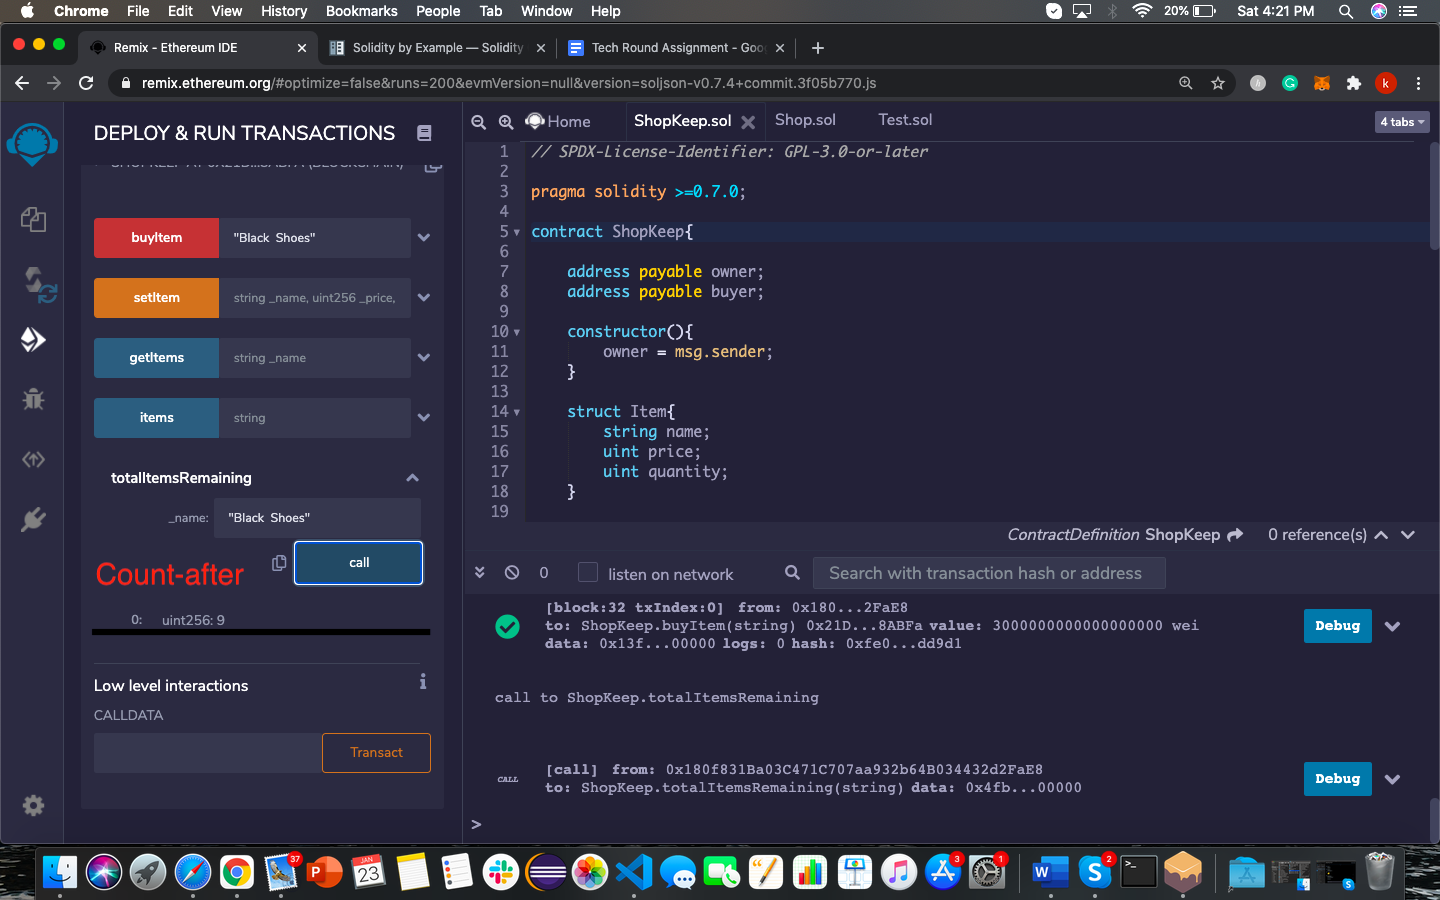 Chrome File Edit View History Bookmarks People Tab Window Help 20% Sat 4:21 PM
Remix - Ethereum IDE Solidity by Example — Solidity Tech Round Assignment - Goo
remix.ethereum.org/#optimize=false&runs=200&evmVersion=null&version=soljson-v0.7.4+commit.3f05b770.js
DEPLOY & RUN TRANSACTIONS
buyItem "Black Shoes"
setItem string _name, uint256 _price,
getItems string _name
items string
totalItemsRemaining
_name: "Black Shoes"
call
Count-after
0: uint256: 9
Low level interactions
CALLDATA
Transact
Home ShopKeep.sol Shop.sol Test.sol 4 tabs
1 // SPDX-License-Identifier: GPL-3.0-or-later
2
3 pragma solidity >=0.7.0;
4
5 contract ShopKeep{
6
7 address payable owner;
8 address payable buyer;
9
10 constructor(){
11 owner = msg.sender;
12 }
13
14 struct Item{
15 string name;
16 uint price;
17 uint quantity;
18 }
19
ContractDefinition ShopKeep 0 reference(s)
0 listen on network Search with transaction hash or address
[block:32 txIndex:0] from: 0x180...2FaE8
to: ShopKeep.buyItem(string) 0x21D...8ABFa value: 3000000000000000000 wei
data: 0x13f...00000 logs: 0 hash: 0xfe0...dd9d1
Debug
call to ShopKeep.totalItemsRemaining
CALL [call] from: 0x180f831Ba03C471C707aa932b64B034432d2FaE8
to: ShopKeep.totalItemsRemaining(string) data: 0x4fb...00000
Debug
>
37 JAN 23 3 1 2